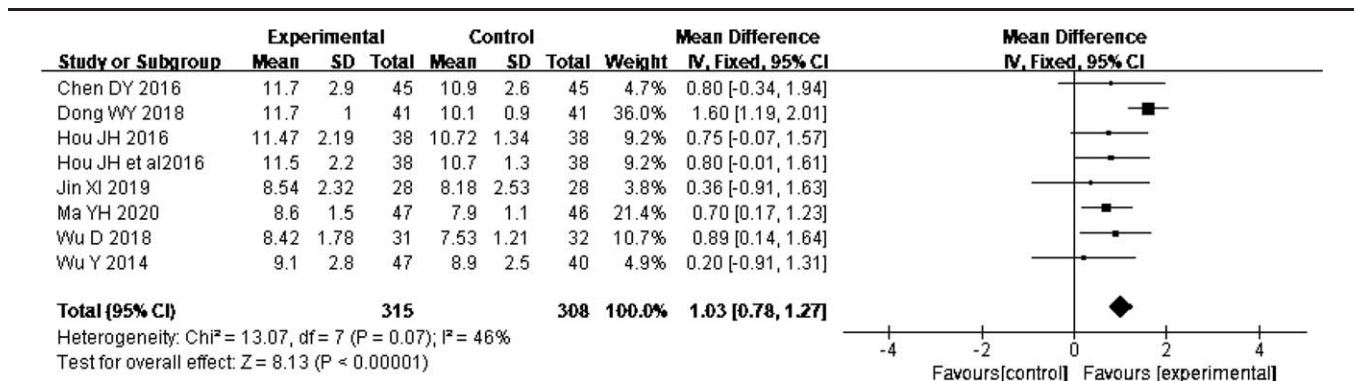 Experimental Control Mean Difference Mean Difference
Study or Subgroup Mean SD Total Mean SD Total Weight IV, Fixed, 95% CI IV, Fixed, 95% CI
Chen DY 2016 11.7 2.9 45 10.9 2.6 45 4.7% 0.80 [-0.34, 1.94]
Dong WY 2018 11.7 1 41 10.1 0.9 41 36.0% 1.60 [1.19, 2.01]
Hou JH 2016 11.47 2.19 38 10.72 1.34 38 9.2% 0.75 [-0.07, 1.57]
Hou JH et al2016 11.5 2.2 38 10.7 1.3 38 9.2% 0.80 [-0.01, 1.61]
Jin XI 2019 8.54 2.32 28 8.18 2.53 28 3.8% 0.36 [-0.91, 1.63]
Ma YH 2020 8.6 1.5 47 7.9 1.1 46 21.4% 0.70 [0.17, 1.23]
Wu D 2018 8.42 1.78 31 7.53 1.21 32 10.7% 0.89 [0.14, 1.64]
Wu Y 2014 9.1 2.8 47 8.9 2.5 40 4.9% 0.20 [-0.91, 1.31]
Total (95% CI) 315 308 100.0% 1.03 [0.78, 1.27]
Heterogeneity: Chi² = 13.07, df = 7 (P = 0.07); I² = 46%
Test for overall effect: Z = 8.13 (P < 0.00001)
-4 -2 0 2 4
Favours[control] Favours [experimental]